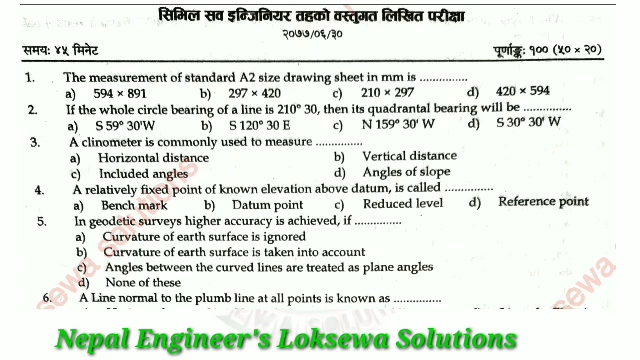 सिभिल सव इन्जिनियर तहको वस्तुगत लिखित परीक्षा
२०७७/०६/३०
समय: ४५ मिनेट पूर्णाङ्क: १०० (५० × २०)
1. The measurement of standard A2 size drawing sheet in mm is ..............
a) 594 × 891 b) 297 × 420 c) 210 × 297 d) 420 × 594
2. If the whole circle bearing of a line is 210° 30, then its quadrantal bearing will be ..............
a) S 59° 30'W b) S 120° 30 E c) N 159° 30' W d) S 30° 30' W
3. A clinometer is commonly used to measure ..............
a) Horizontal distance b) Vertical distance
c) Included angles d) Angles of slope
4. A relatively fixed point of known elevation above datum, is called ..............
a) Bench mark b) Datum point c) Reduced level d) Reference point
5. In geodetic surveys higher accuracy is achieved, if ..............
a) Curvature of earth surface is ignored
b) Curvature of earth surface is taken into account
c) Angles between the curved lines are treated as plane angles
d) None of these
6. A Line normal to the plumb line at all points is known as ..............
Nepal Engineer's Loksewa Solutions